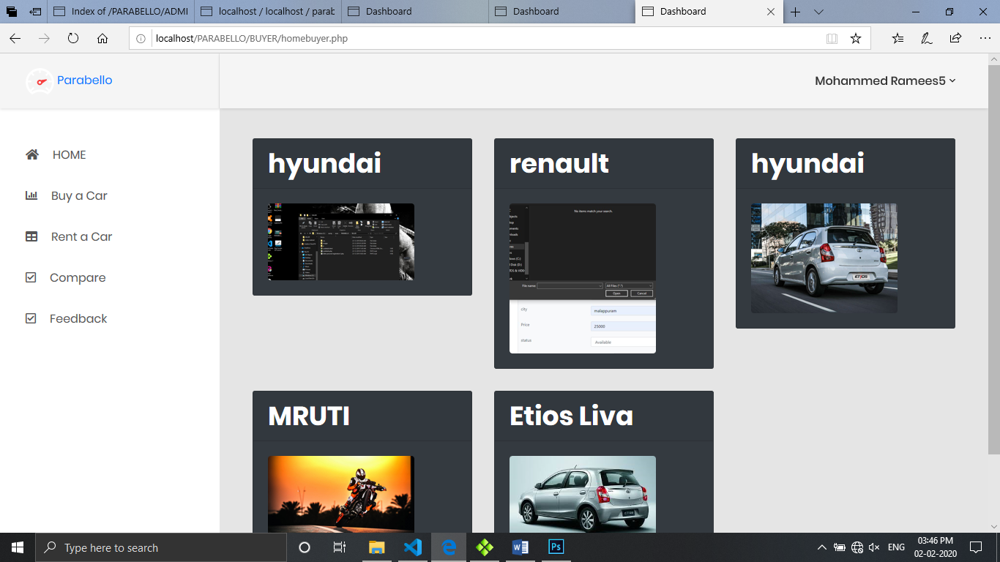 Index of /PARABELLO/ADMI
localhost / localhost / parab
Dashboard
Dashboard
Dashboard
localhost/PARABELLO/BUYER/homebuyer.php
Parabello
Mohammed Ramees5
HOME
Buy a Car
Rent a Car
Compare
Feedback
hyundai
renault
No items match your search.
File name:
All Files (*.*)
Open
Cancel
city
malappuram
Price
25000
status
Available
hyundai
ETIOS
MRUTI
Etios Liva
Type here to search
ENG
03:46 PM
02-02-2020